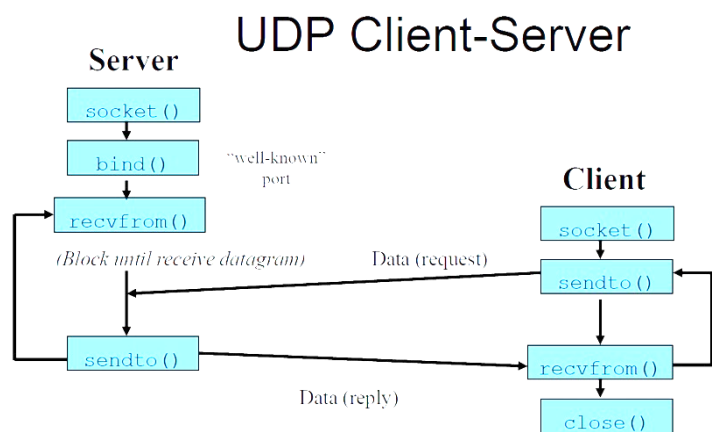 UDP Client-Server
Server
socket()
bind()
"well-known"
port
recvfrom()
(Block until receive datagram)
sendto()
Client
socket()
Data (request)
sendto()
recvfrom()
Data (reply)
close()